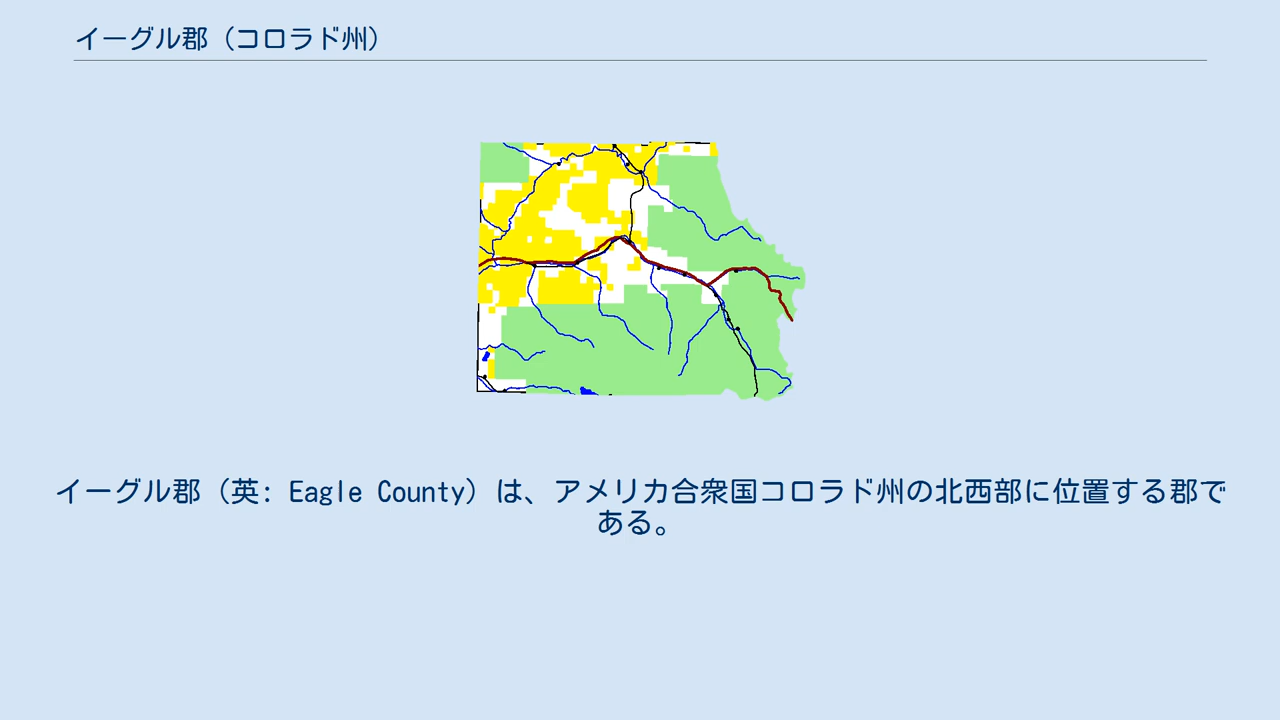 イーグル郡（コロラド州）
イーグル郡（英: Eagle County）は、アメリカ合衆国コロラド州の北西部に位置する郡で
ある。